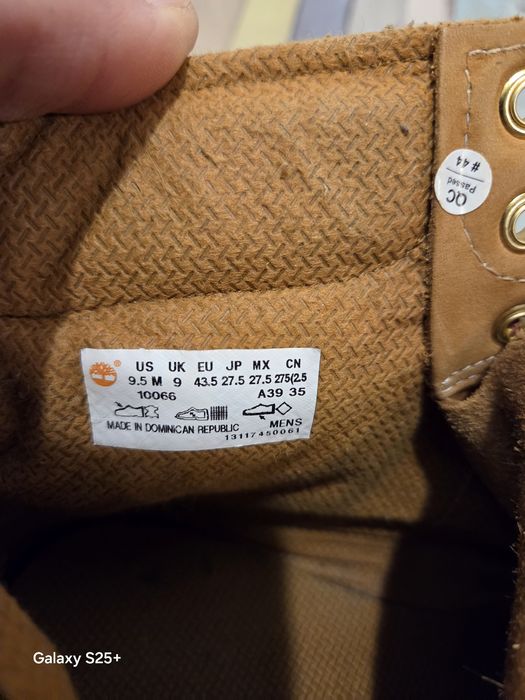 QC
Passed
# 44
®
US UK EU JP MX CN
9.5 M 9 43.5 27.5 27.5 275(2.5
10066 A39 35
MADE IN DOMINICAN REPUBLIC MENS
13117450061
Galaxy S25+